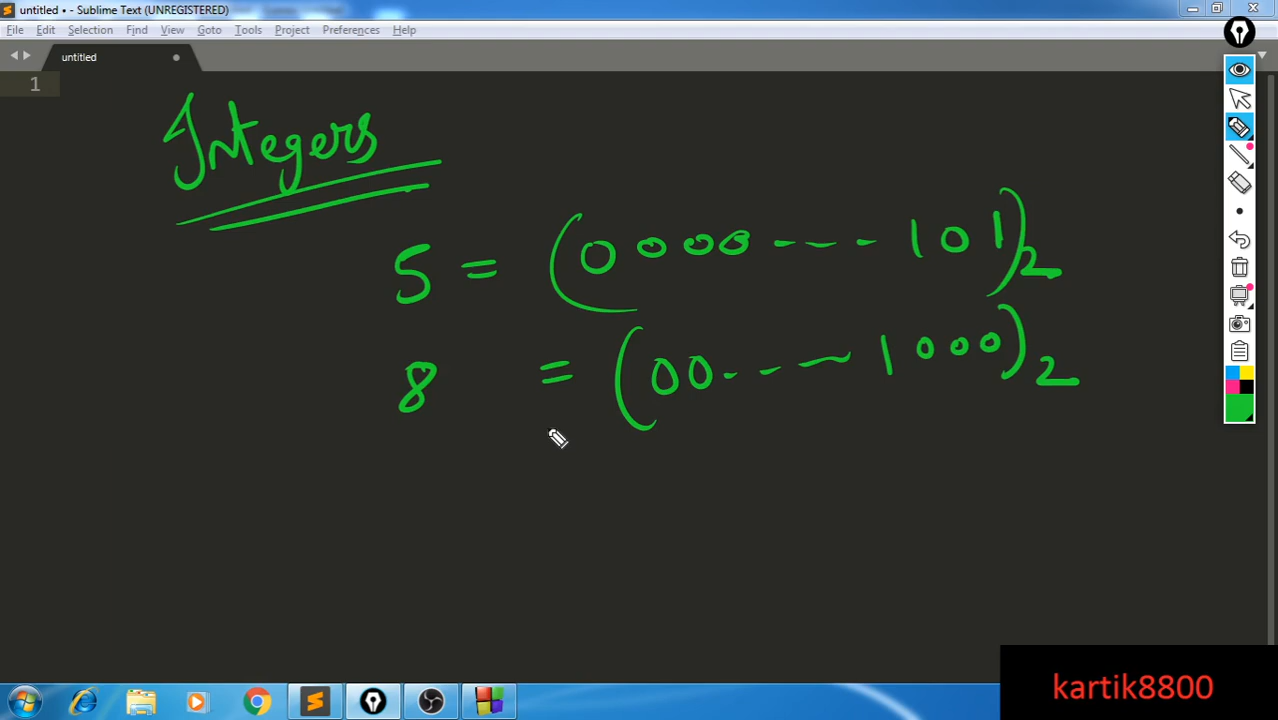 untitled • - Sublime Text (UNREGISTERED)
File Edit Selection Find View Goto Tools Project Preferences Help
untitled
1
Integers
5 = (0000----101)2
8 = (00----1000)2
kartik8800